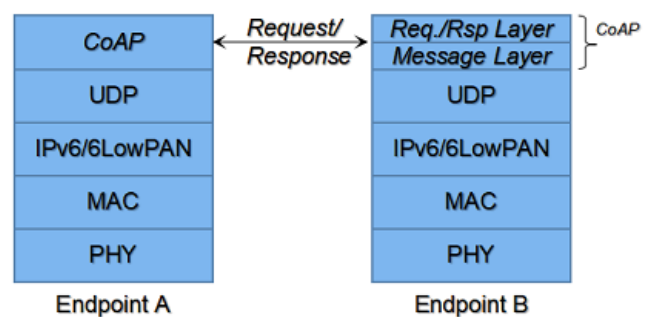 CoAP
Request/
Response
Req./Rsp Layer
Message Layer
CoAP
UDP
UDP
IPv6/6LowPAN
IPv6/6LowPAN
MAC
MAC
PHY
PHY
Endpoint A
Endpoint B